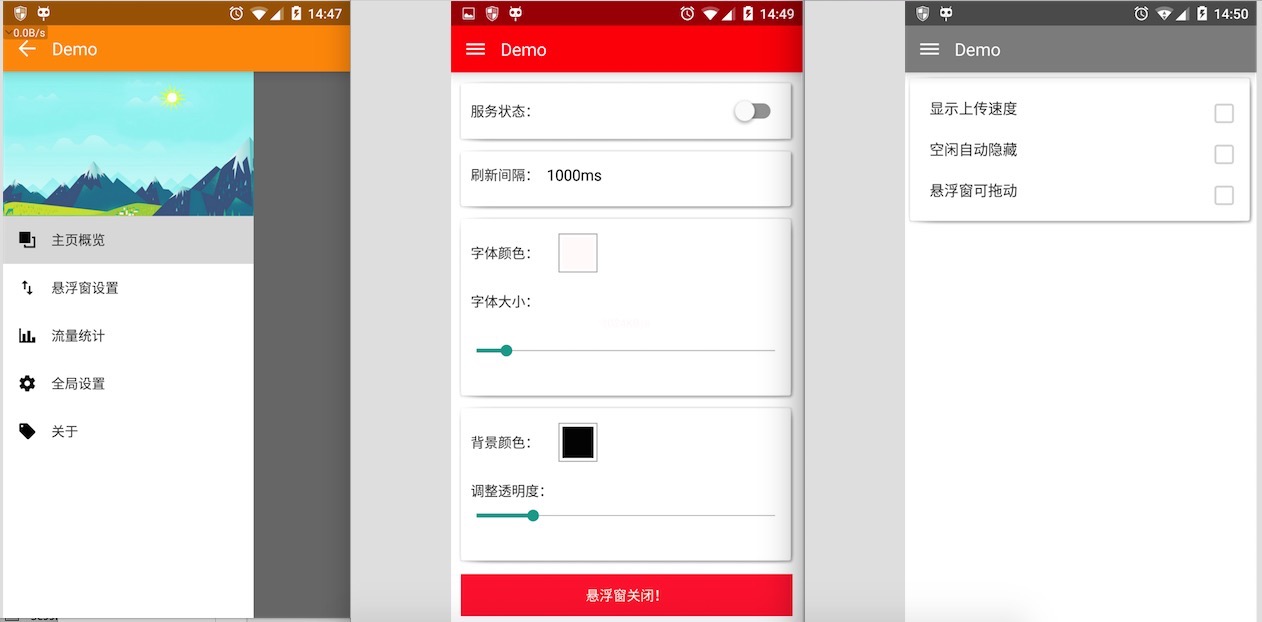 14:47
0.0B/s
Demo
主页概览
悬浮窗设置
流量统计
全局设置
关于
14:49
Demo
服务状态：
刷新间隔： 1000ms
字体颜色：
字体大小：
背景颜色：
调整透明度：
悬浮窗关闭！
14:50
Demo
显示上传速度
空闲自动隐藏
悬浮窗可拖动